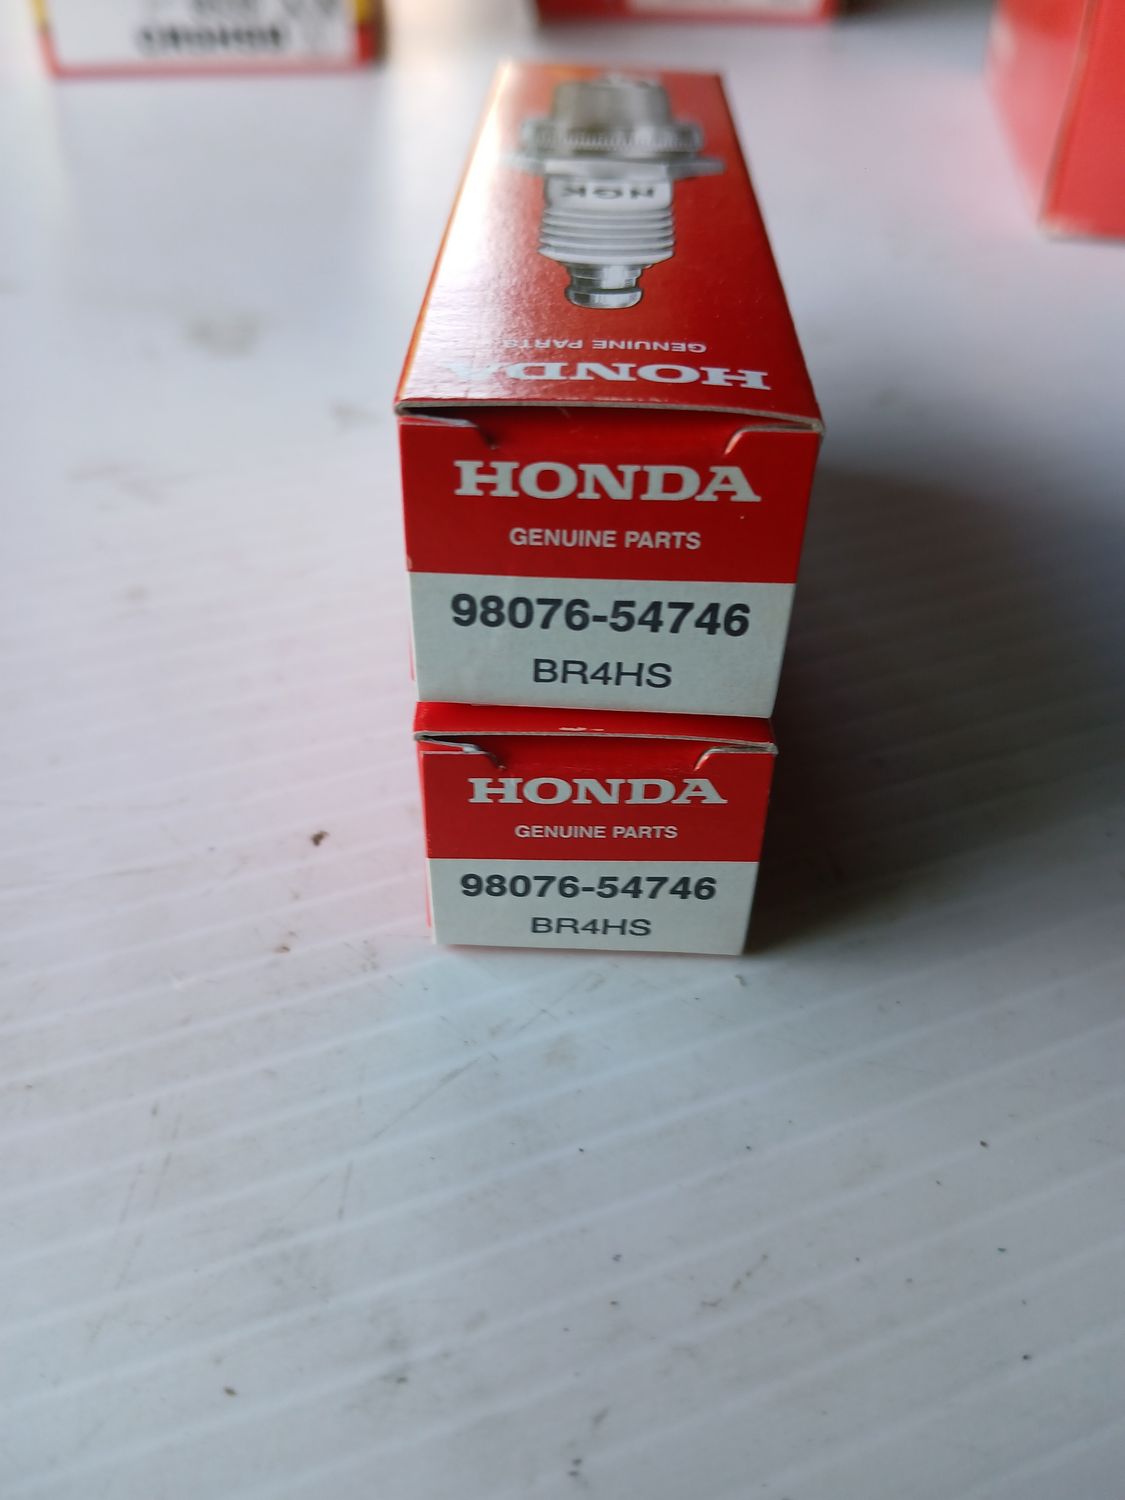 NGK
GENUINE PARTS
HONDA
HONDA
GENUINE PARTS
98076-54746
BR4HS
HONDA
GENUINE PARTS
98076-54746
BR4HS